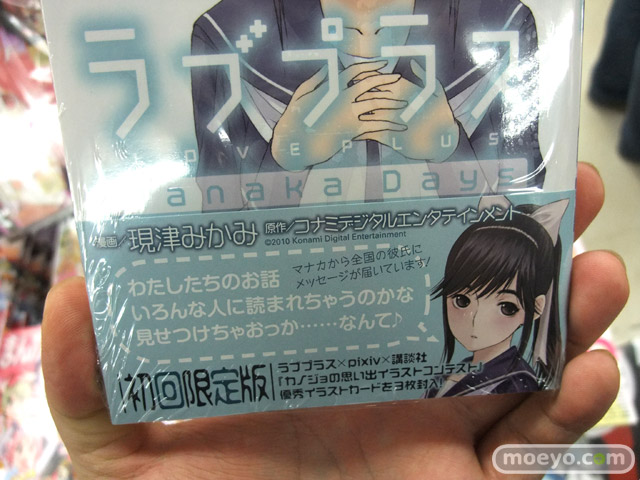 ラブプラス
LOVEPLUS
Manaka Days
漫画／現津みかみ 原作／コナミデジタルエンタテインメント
©2010 Konami Digital Entertainment
マナカから全国の彼氏に
メッセージが届いています!
わたしたちのお話
いろんな人に読まれちゃうのかな
見せつけちゃおっか……なんて♪
初回限定版
ラブプラス×pixiv×講談社
「カノジョの思い出イラストコンテスト」
優秀イラストカードを3枚封入!
moeyo.com